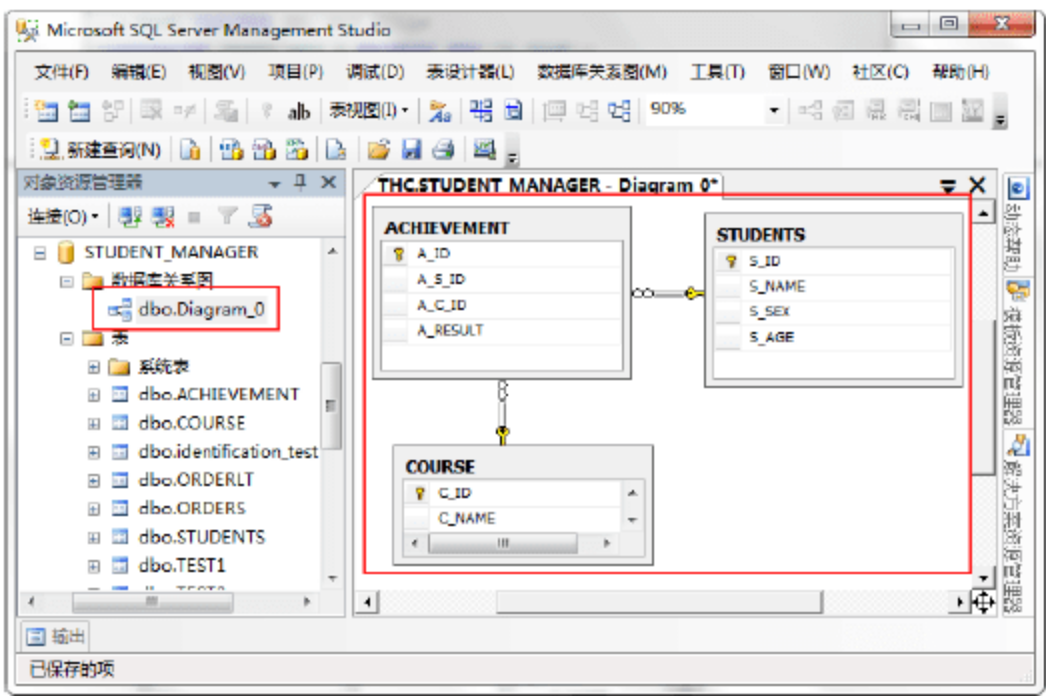 Microsoft SQL Server Management Studio
文件(F) 编辑(E) 视图(V) 项目(P) 调试(D) 表设计器(L) 数据库关系图(M) 工具(T) 窗口(W) 社区(C) 帮助(H)
alb 表视图(I) 90%
新建查询(N)
对象资源管理器
连接(O)
STUDENT_MANAGER
数据库关系图
dbo.Diagram_0
表
系统表
dbo.ACHIEVEMENT
dbo.COURSE
dbo.identification_test
dbo.ORDERLT
dbo.ORDERS
dbo.STUDENTS
dbo.TEST1
THC.STUDENT_MANAGER - Diagram_0*
ACHIEVEMENT
A_ID
A_S_ID
A_C_ID
A_RESULT
STUDENTS
S_ID
S_NAME
S_SEX
S_AGE
COURSE
C_ID
C_NAME
动态帮助
模板资源管理器
解决方案资源管理器
输出
已保存的项